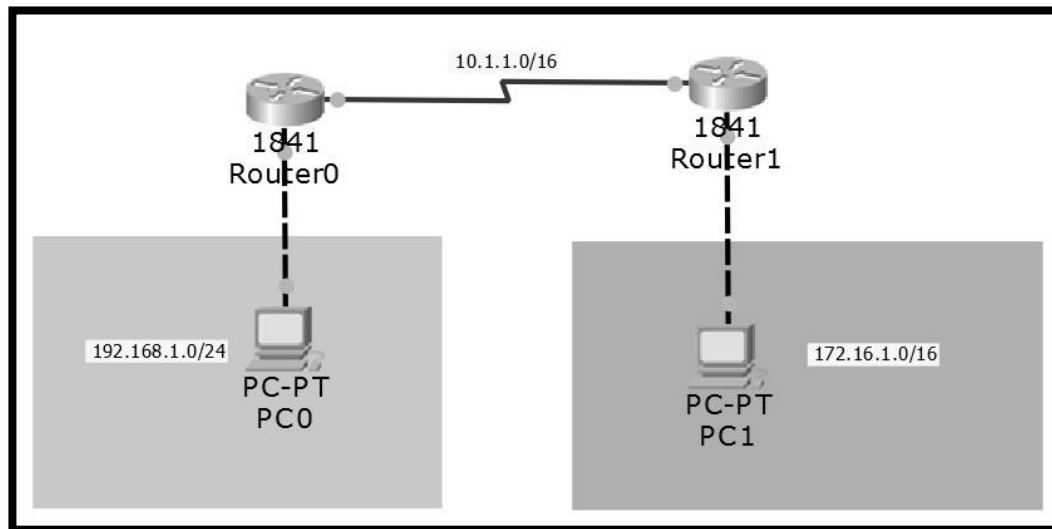 10.1.1.0/16
1841
Router0
1841
Router1
192.168.1.0/24
PC-PT
PC0
172.16.1.0/16
PC-PT
PC1